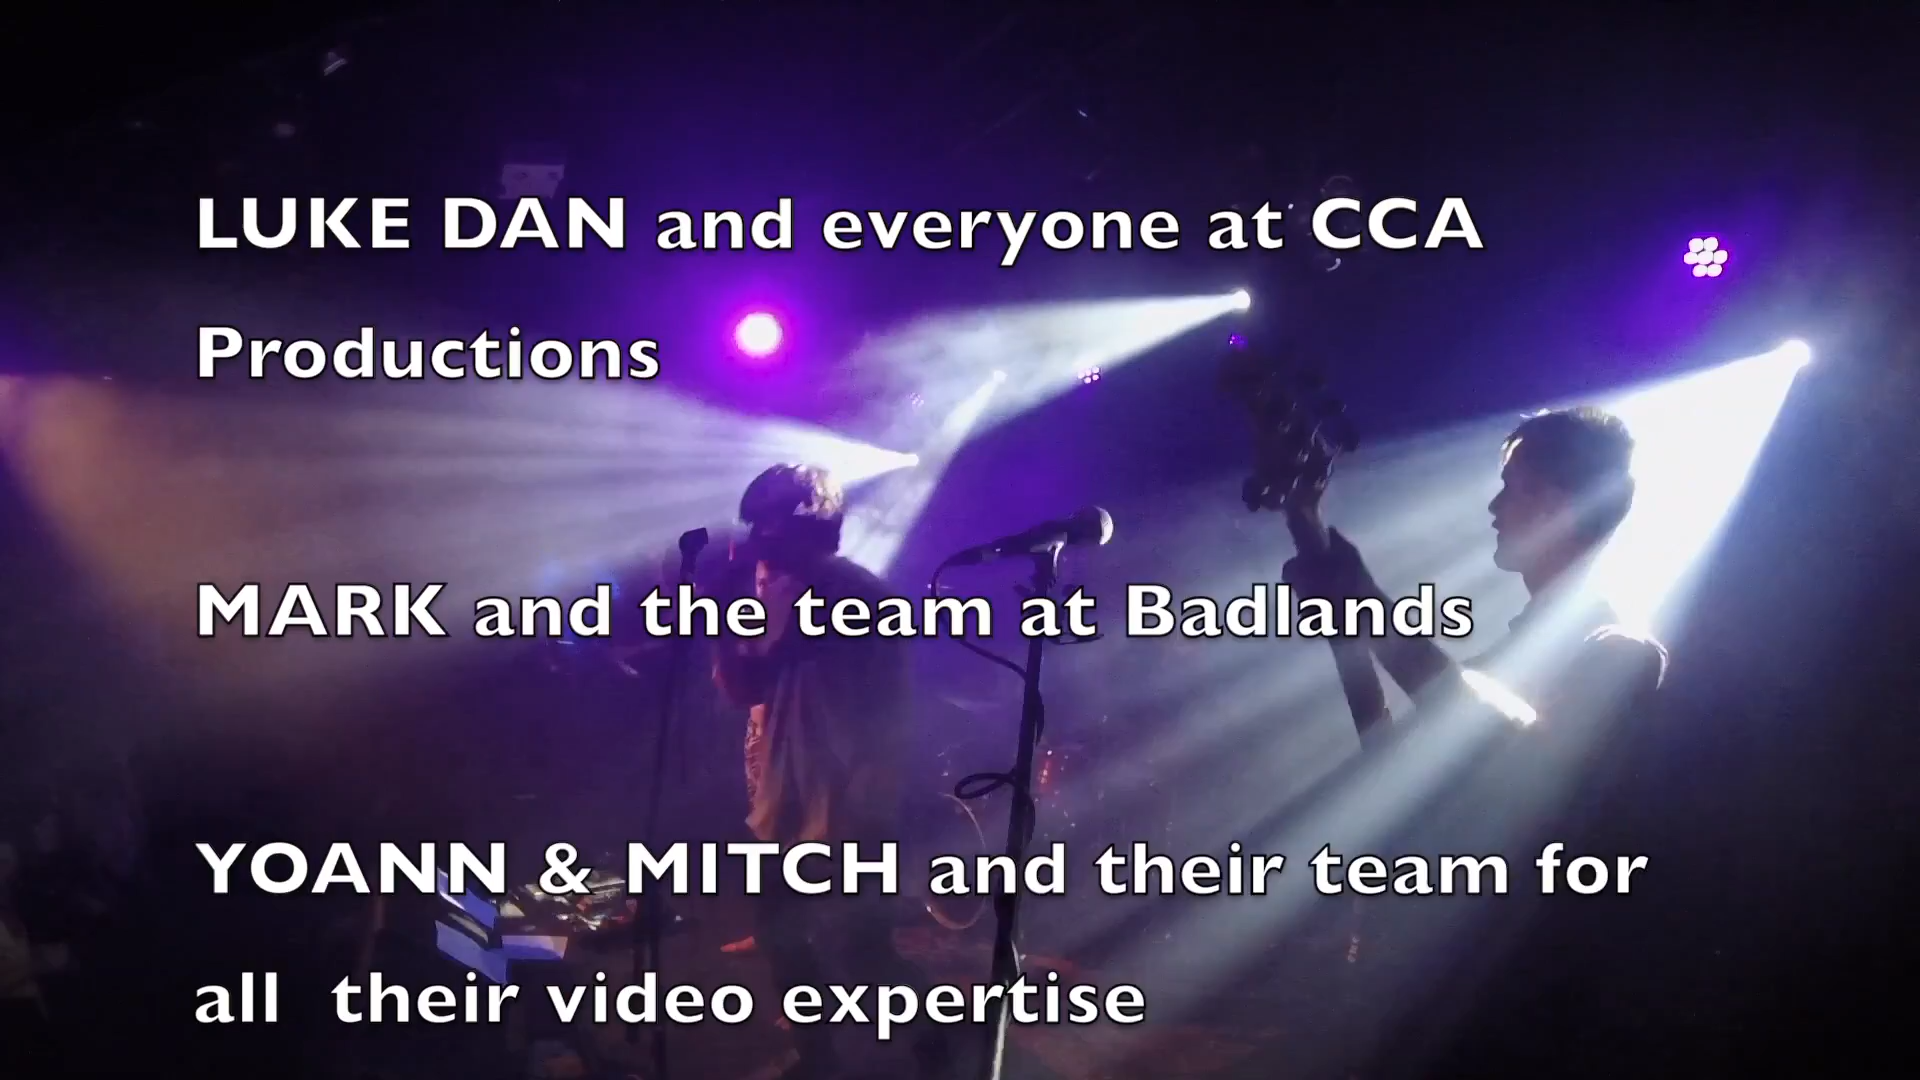 LUKE DAN and everyone at CCA
Productions
MARK and the team at Badlands
YOANN & MITCH and their team for
all  their video expertise